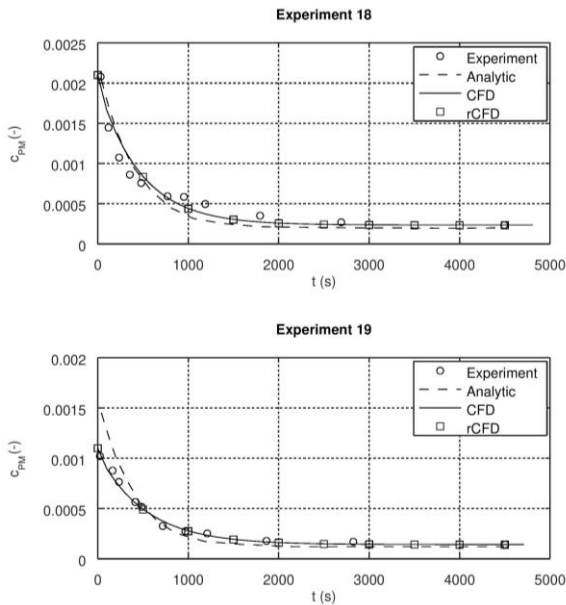 Experiment 18
0.0025
0.002
0.0015
0.001
0.0005
0
c_PM (-)
0 1000 2000 3000 4000 5000
t (s)
Experiment
Analytic
CFD
rCFD
Experiment 19
0.002
0.0015
0.001
0.0005
0
c_PM (-)
0 1000 2000 3000 4000 5000
t (s)
Experiment
Analytic
CFD
rCFD